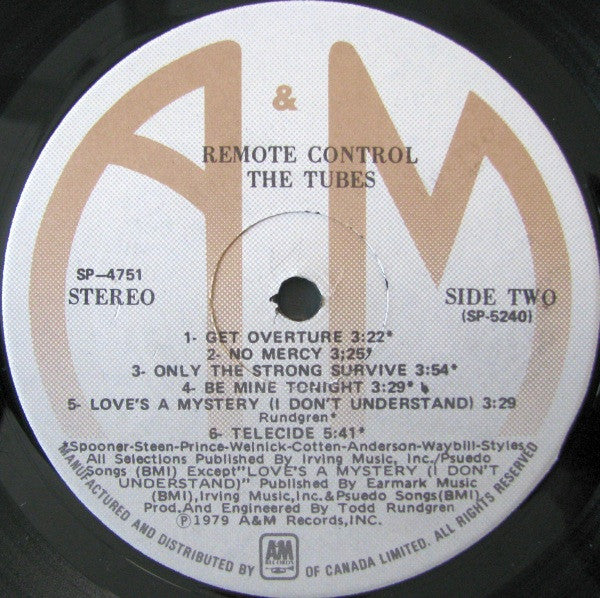 A & M
REMOTE CONTROL
THE TUBES
SP-4751
STEREO
SIDE TWO
(SP-5240)
1- GET OVERTURE 3:22*
2- NO MERCY 3:25*
3- ONLY THE STRONG SURVIVE 3:54*
4- BE MINE TONIGHT 3:29*
5- LOVE'S A MYSTERY (I DON'T UNDERSTAND) 3:29
Rundgren*
6- TELECIDE 5:41*
*Spooner-Steen-Prince-Welnick-Cotten-Anderson-Waybill-Styles
All Selections Published By Irving Music, Inc./Psuedo
Songs (BMI) Except"LOVE'S A MYSTERY (I DON'T
UNDERSTAND)" Published By Earmark Music
(BMI),Irving Music,Inc.& Psuedo Songs(BMI)
Prod.And Engineered By Todd Rundgren
Ⓟ1979 A&M Records,INC.
MANUFACTURED AND DISTRIBUTED BY A&M RECORDS OF CANADA LIMITED. ALL RIGHTS RESERVED